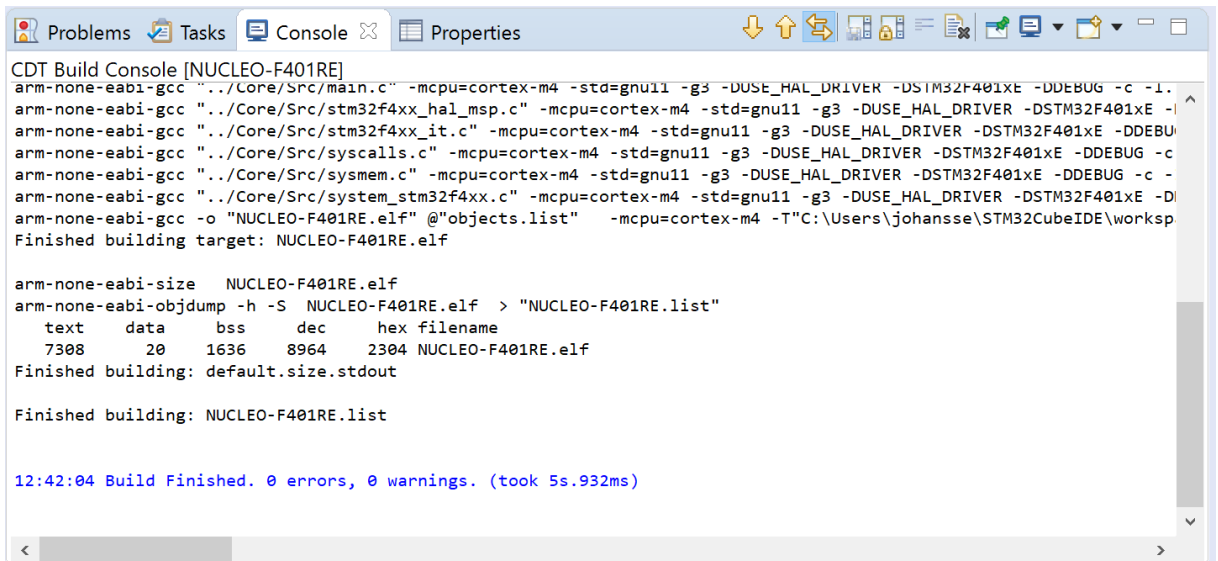 Problems Tasks Console Properties
CDT Build Console [NUCLEO-F401RE]
arm-none-eabi-gcc "../Core/Src/main.c" -mcpu=cortex-m4 -std=gnu11 -g3 -DUSE_HAL_DRIVER -DSTM32F401xE -DDEBUG -c -I.
arm-none-eabi-gcc "../Core/Src/stm32f4xx_hal_msp.c" -mcpu=cortex-m4 -std=gnu11 -g3 -DUSE_HAL_DRIVER -DSTM32F401xE -
arm-none-eabi-gcc "../Core/Src/stm32f4xx_it.c" -mcpu=cortex-m4 -std=gnu11 -g3 -DUSE_HAL_DRIVER -DSTM32F401xE -DDEBU
arm-none-eabi-gcc "../Core/Src/syscalls.c" -mcpu=cortex-m4 -std=gnu11 -g3 -DUSE_HAL_DRIVER -DSTM32F401xE -DDEBUG -c
arm-none-eabi-gcc "../Core/Src/sysmem.c" -mcpu=cortex-m4 -std=gnu11 -g3 -DUSE_HAL_DRIVER -DSTM32F401xE -DDEBUG -c -
arm-none-eabi-gcc "../Core/Src/system_stm32f4xx.c" -mcpu=cortex-m4 -std=gnu11 -g3 -DUSE_HAL_DRIVER -DSTM32F401xE -D
arm-none-eabi-gcc -o "NUCLEO-F401RE.elf" @"objects.list"   -mcpu=cortex-m4 -T"C:\Users\johansse\STM32CubeIDE\worksp
Finished building target: NUCLEO-F401RE.elf
arm-none-eabi-size   NUCLEO-F401RE.elf
arm-none-eabi-objdump -h -S  NUCLEO-F401RE.elf  > "NUCLEO-F401RE.list"
   text    data     bss     dec     hex filename
   7308      20    1636    8964    2304 NUCLEO-F401RE.elf
Finished building: default.size.stdout
Finished building: NUCLEO-F401RE.list
12:42:04 Build Finished. 0 errors, 0 warnings. (took 5s.932ms)